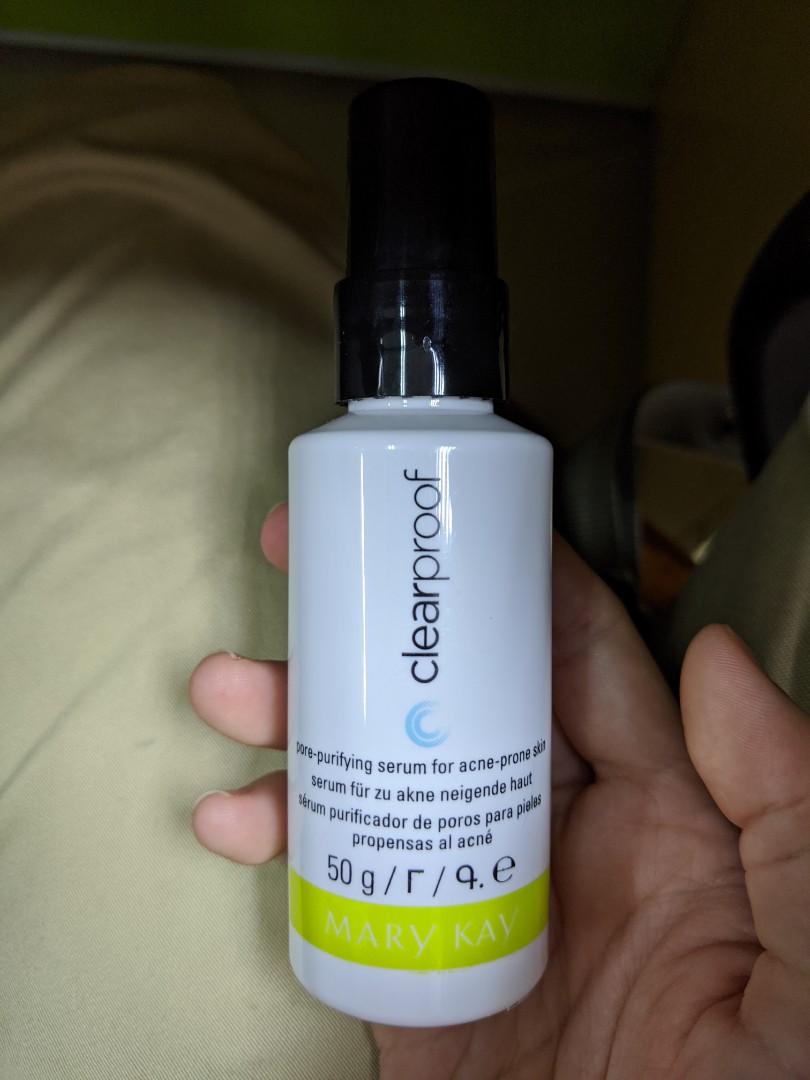 clearproof
pore-purifying serum for acne-prone skin
serum für zu akne neigende haut
sérum purificador de poros para pieles
propensas al acné
50 g / г / գ. ℮
MARY KAY